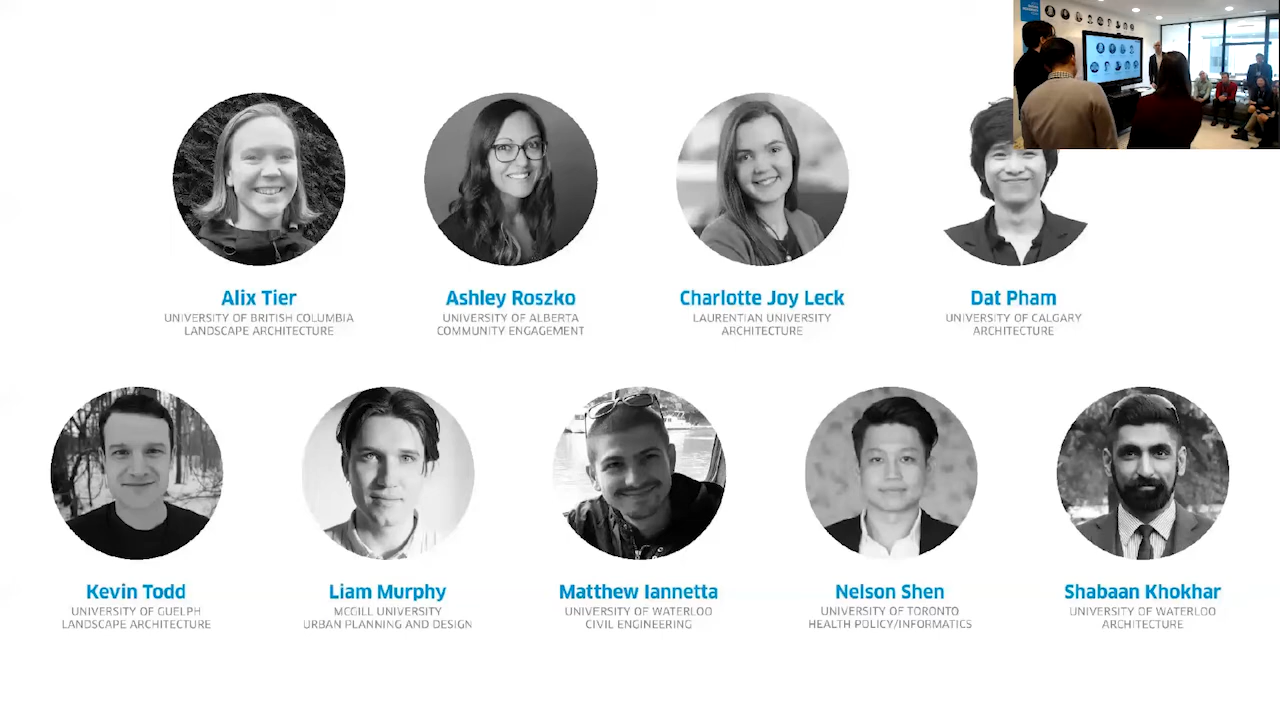 Alix Tier
UNIVERSITY OF BRITISH COLUMBIA
LANDSCAPE ARCHITECTURE
Ashley Roszko
UNIVERSITY OF ALBERTA
COMMUNITY ENGAGEMENT
Charlotte Joy Leck
LAURENTIAN UNIVERSITY
ARCHITECTURE
Dat Pham
UNIVERSITY OF CALGARY
ARCHITECTURE
Kevin Todd
UNIVERSITY OF GUELPH
LANDSCAPE ARCHITECTURE
Liam Murphy
MCGILL UNIVERSITY
URBAN PLANNING AND DESIGN
Matthew Iannetta
UNIVERSITY OF WATERLOO
CIVIL ENGINEERING
Nelson Shen
UNIVERSITY OF TORONTO
HEALTH POLICY/INFORMATICS
Shabaan Khokhar
UNIVERSITY OF WATERLOO
ARCHITECTURE